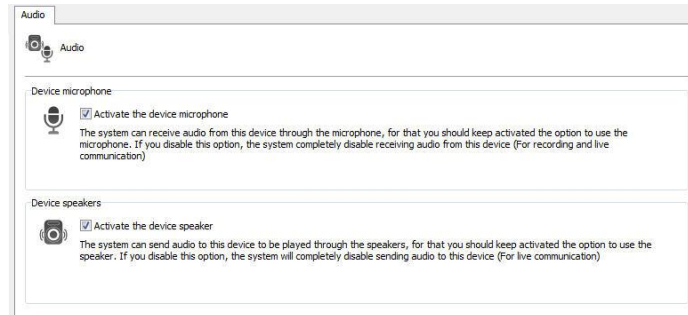 Audio
Audio
Device microphone
Activate the device microphone
The system can receive audio from this device through the microphone, for that you should keep activated the option to use the
microphone. If you disable this option, the system completely disable receiving audio from this device (For recording and live
communication)
Device speakers
Activate the device speaker
The system can send audio to this device to be played through the speakers, for that you should keep activated the option to use the
speaker. If you disable this option, the system will completely disable sending audio to this device (For live communication)